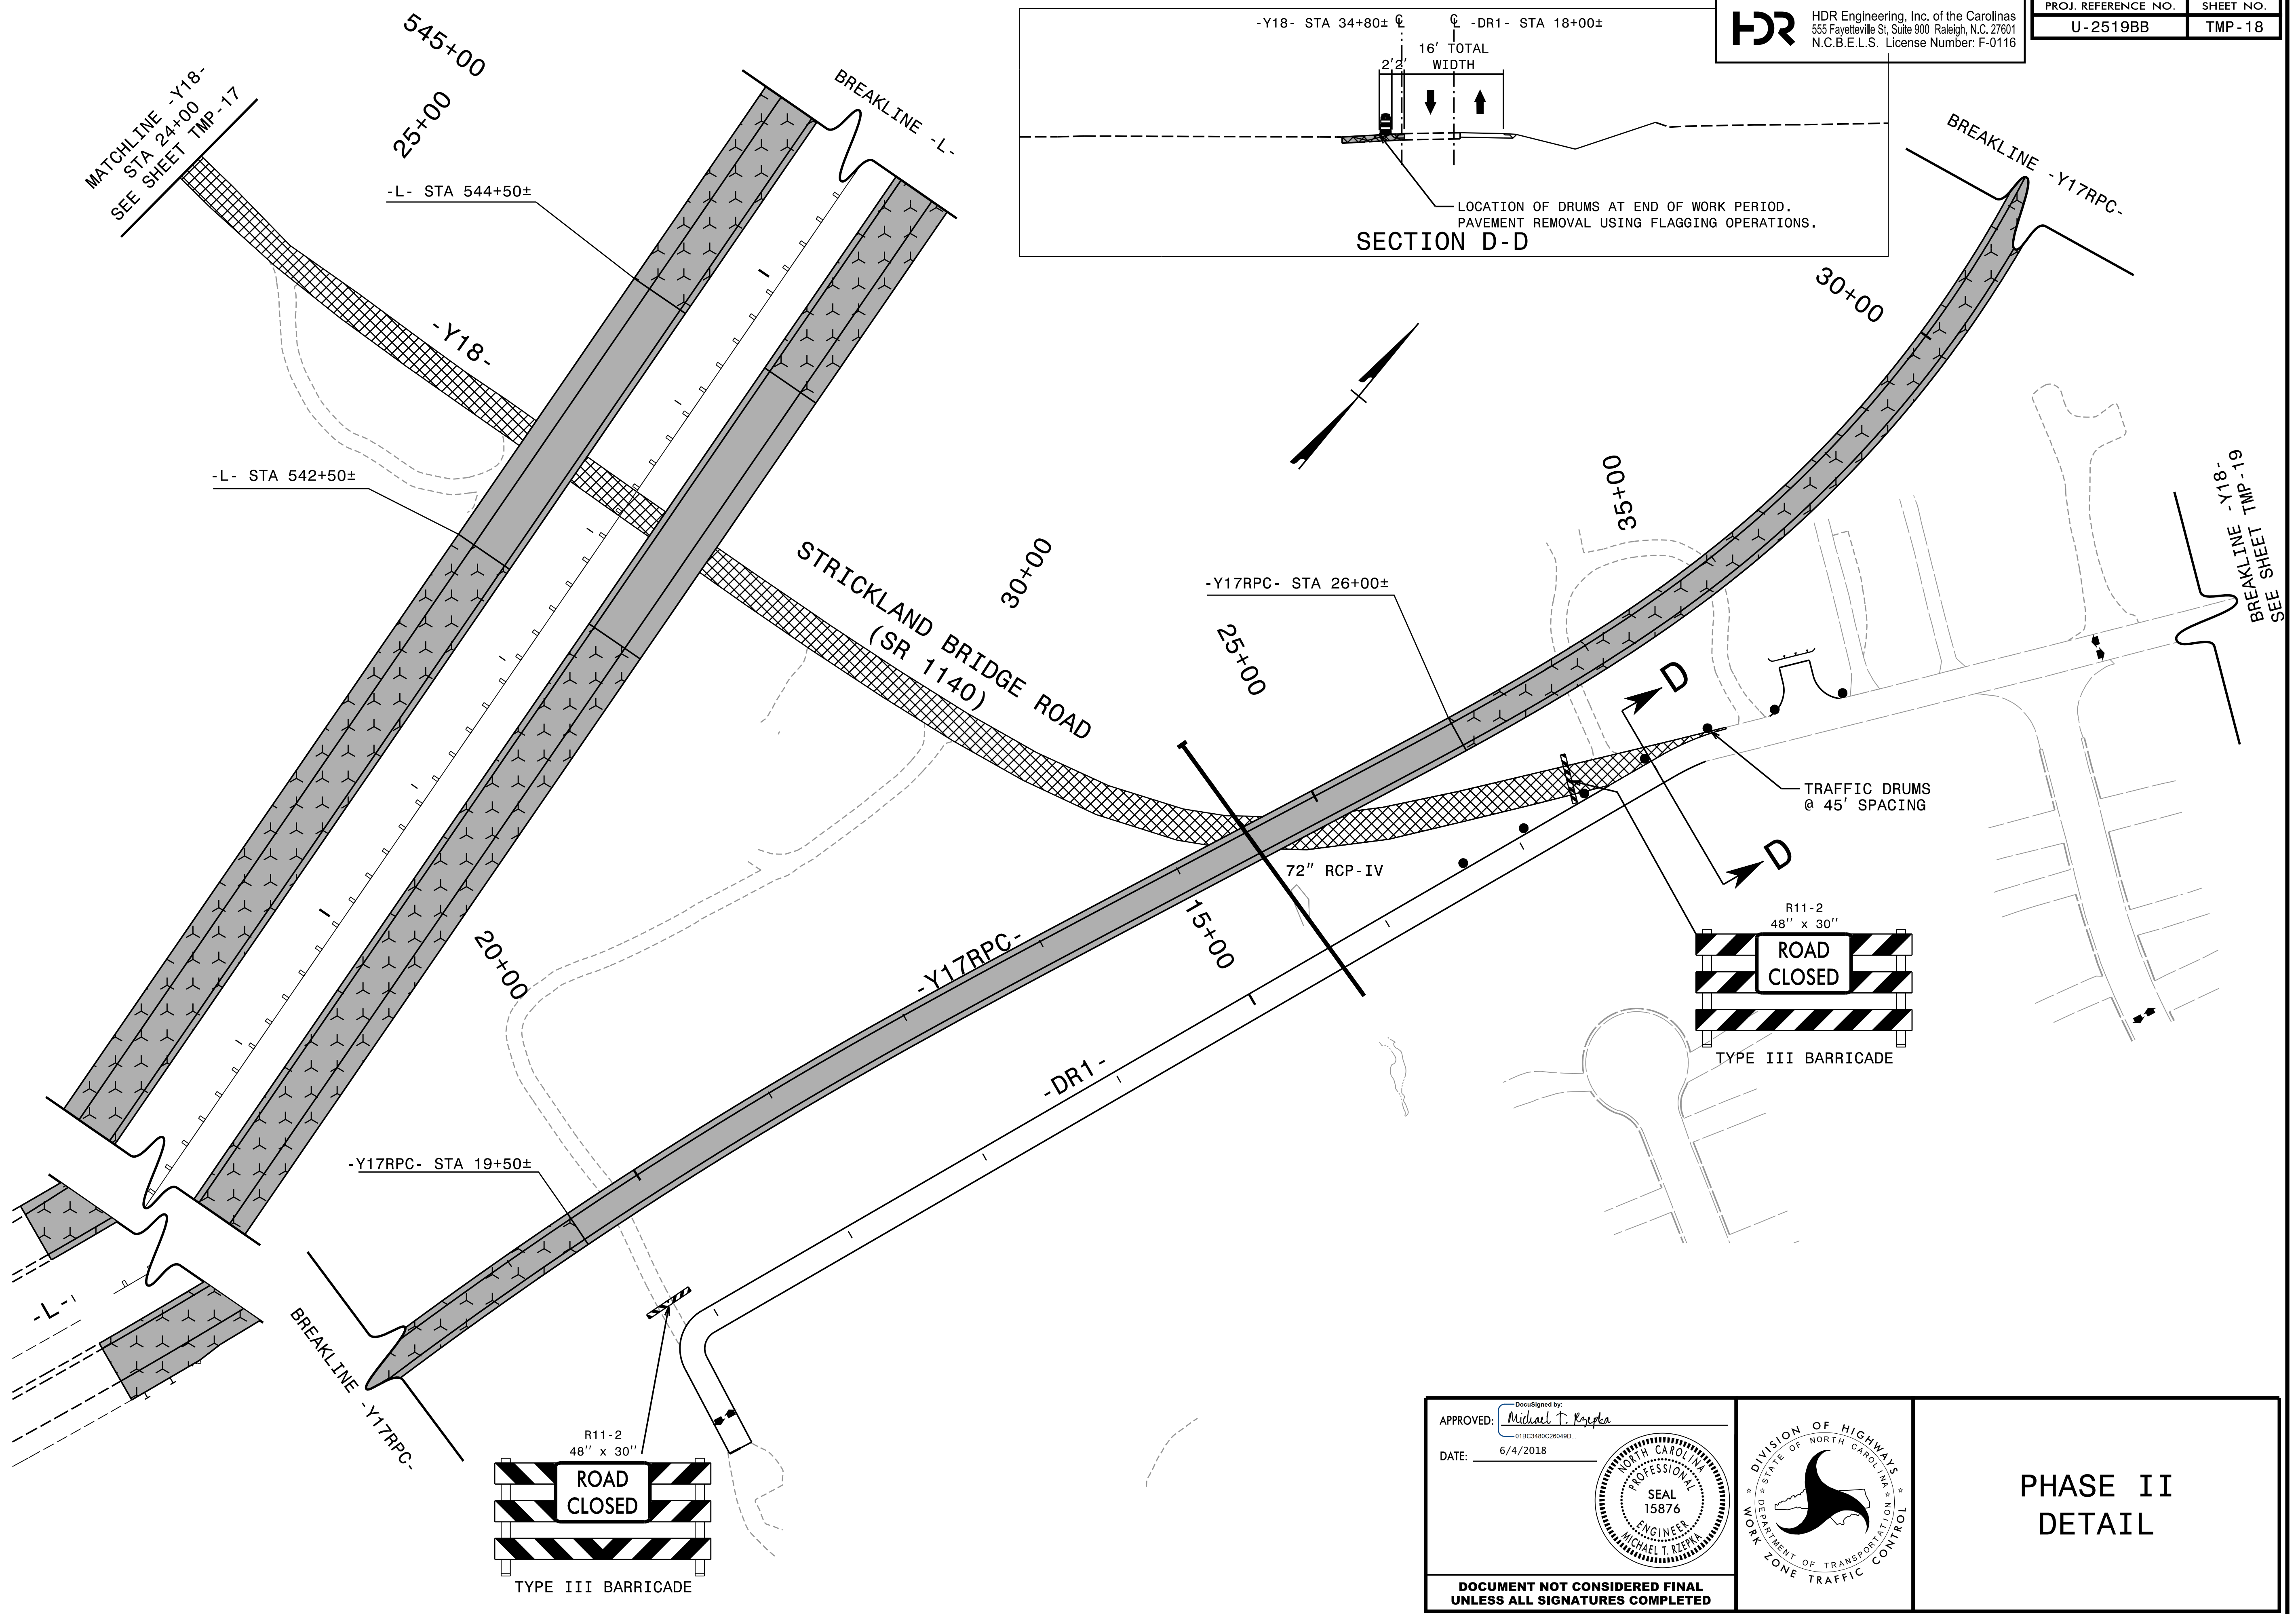 -Y18- STA 34+80± ℄
℄ -DR1- STA 18+00±
16' TOTAL
WIDTH
2' 2'
LOCATION OF DRUMS AT END OF WORK PERIOD.
PAVEMENT REMOVAL USING FLAGGING OPERATIONS.
SECTION D-D
HDR
HDR Engineering, Inc. of the Carolinas
555 Fayetteville St, Suite 900 Raleigh, N.C. 27601
N.C.B.E.L.S. License Number: F-0116
PROJ. REFERENCE NO.
SHEET NO.
U-2519BB
TMP-18
545+00
25+00
MATCHLINE -Y18-
STA 24+00
SEE SHEET TMP-17
BREAKLINE -L-
-L- STA 544+50±
-Y18-
-L- STA 542+50±
BREAKLINE -Y17RPC-
30+00
STRICKLAND BRIDGE ROAD
(SR 1140)
30+00
35+00
-Y17RPC- STA 26+00±
25+00
BREAKLINE -Y18-
SEE SHEET TMP-19
D
D
TRAFFIC DRUMS
@ 45' SPACING
72" RCP-IV
15+00
20+00
-Y17RPC-
-DR1-
R11-2
48'' x 30''
ROAD
CLOSED
TYPE III BARRICADE
-Y17RPC- STA 19+50±
-L-
BREAKLINE -Y17RPC-
R11-2
48'' x 30''
ROAD
CLOSED
TYPE III BARRICADE
APPROVED:
DocuSigned by:
Michael T. Rzepka
01BC3480C26049D...
DATE: 6/4/2018
NORTH CAROLINA
PROFESSIONAL
SEAL
15876
ENGINEER
MICHAEL T. RZEPKA
DOCUMENT NOT CONSIDERED FINAL
UNLESS ALL SIGNATURES COMPLETED
DIVISION OF HIGHWAYS
STATE OF NORTH CAROLINA
DEPARTMENT OF TRANSPORTATION
WORK ZONE TRAFFIC CONTROL
PHASE II
DETAIL